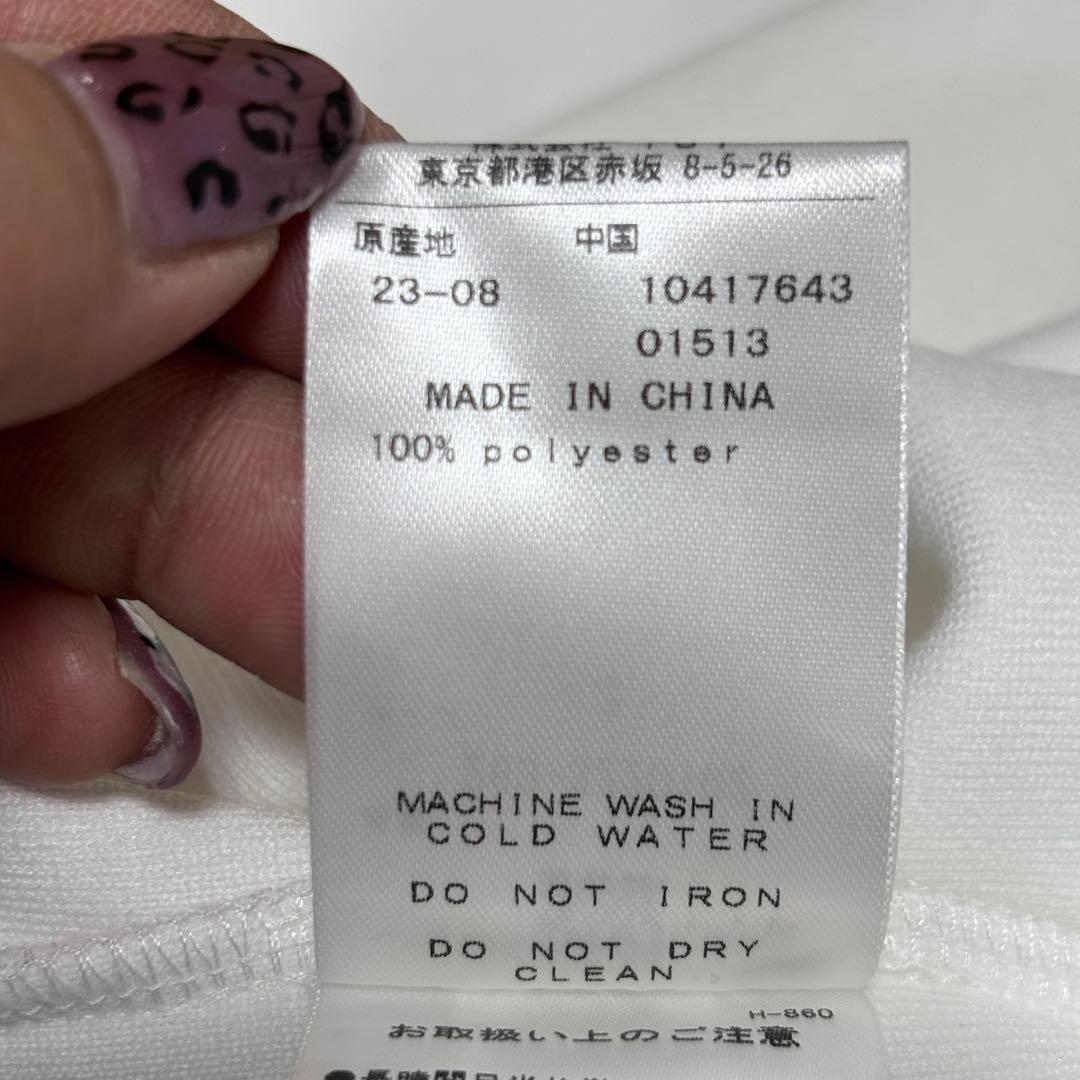 東京都港区赤坂 8-5-26
原産地 中国
23-08 10417643
01513
MADE IN CHINA
100% polyester
MACHINE WASH IN
COLD WATER
DO NOT IRON
DO NOT DRY
CLEAN
H-860
お取扱い上のご注意